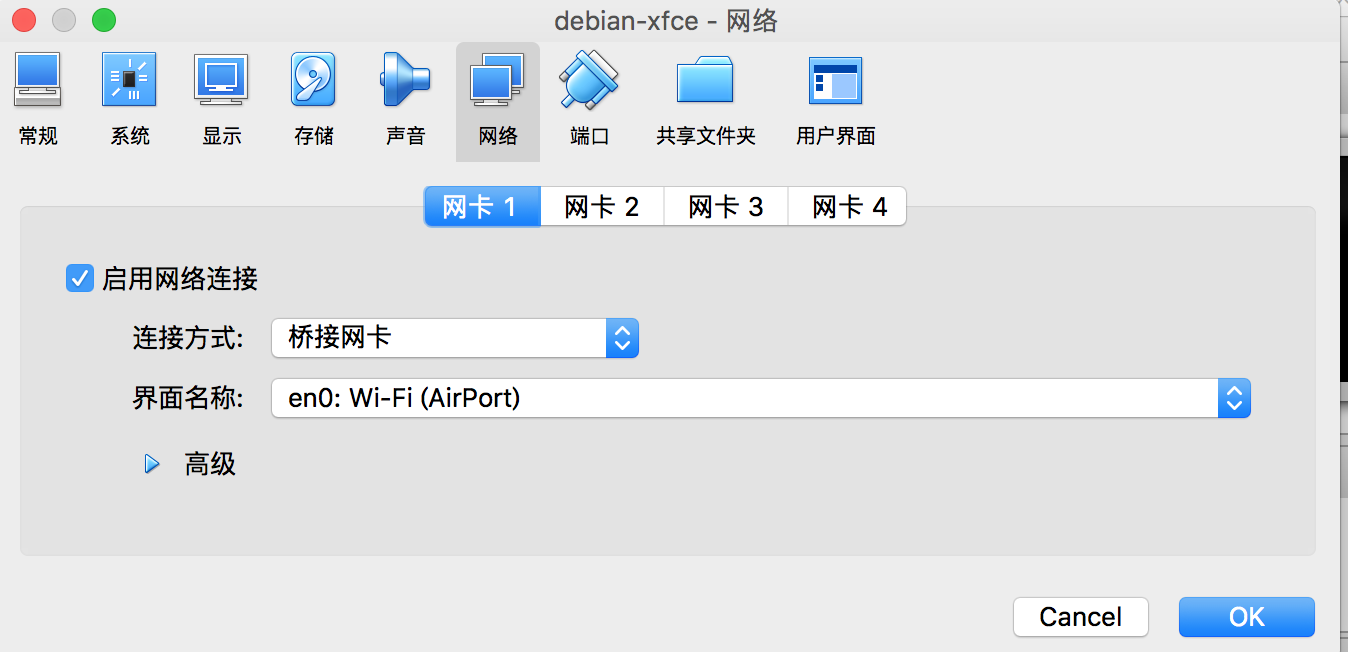 debian-xfce - 网络
常规 系统 显示 存储 声音 网络 端口 共享文件夹 用户界面
网卡 1 网卡 2 网卡 3 网卡 4
启用网络连接
连接方式: 桥接网卡
界面名称: en0: Wi-Fi (AirPort)
高级
Cancel OK